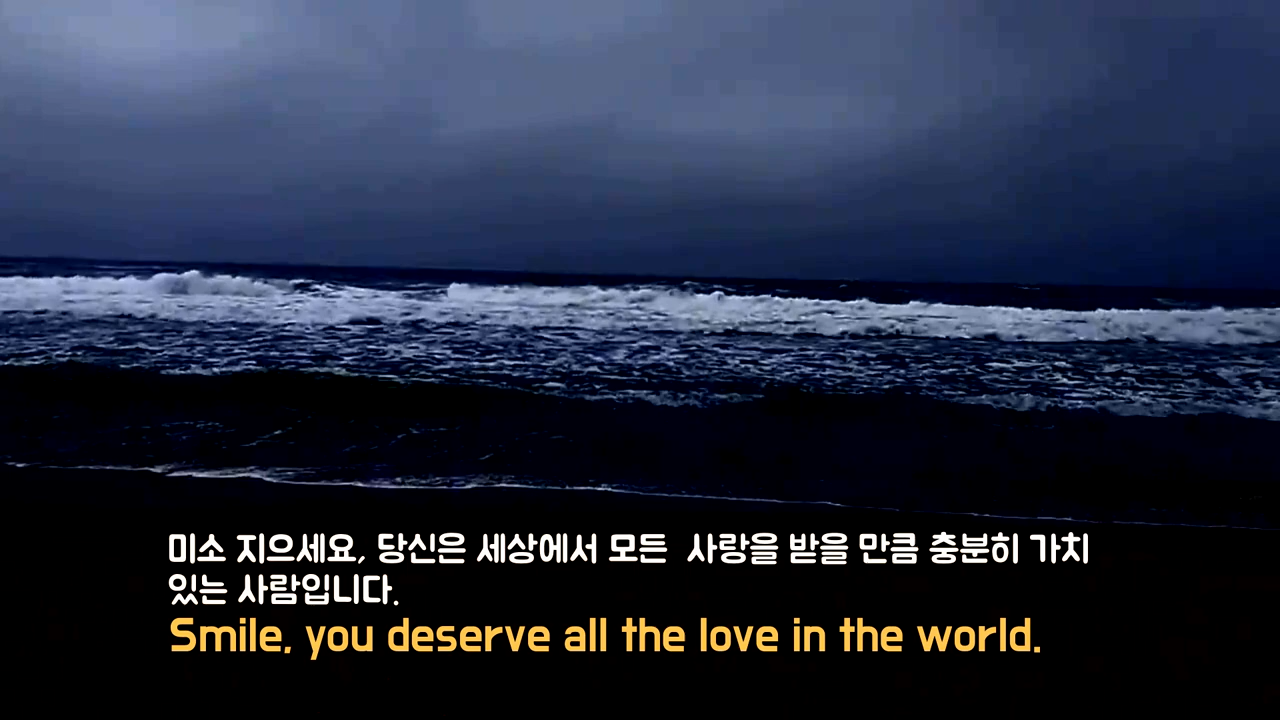 미소 지으세요, 당신은 세상에서 모든 사랑을 받을 만큼 충분히 가치
있는 사람입니다.
Smile, you deserve all the love in the world.